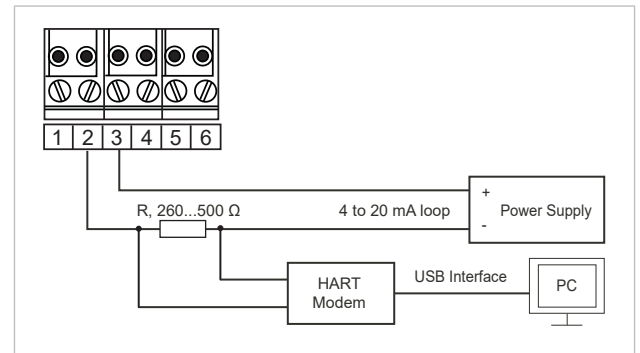 1 2 3 4 5 6
+
R, 260...500 Ω 4 to 20 mA loop Power Supply
-
USB Interface
HART
Modem
PC